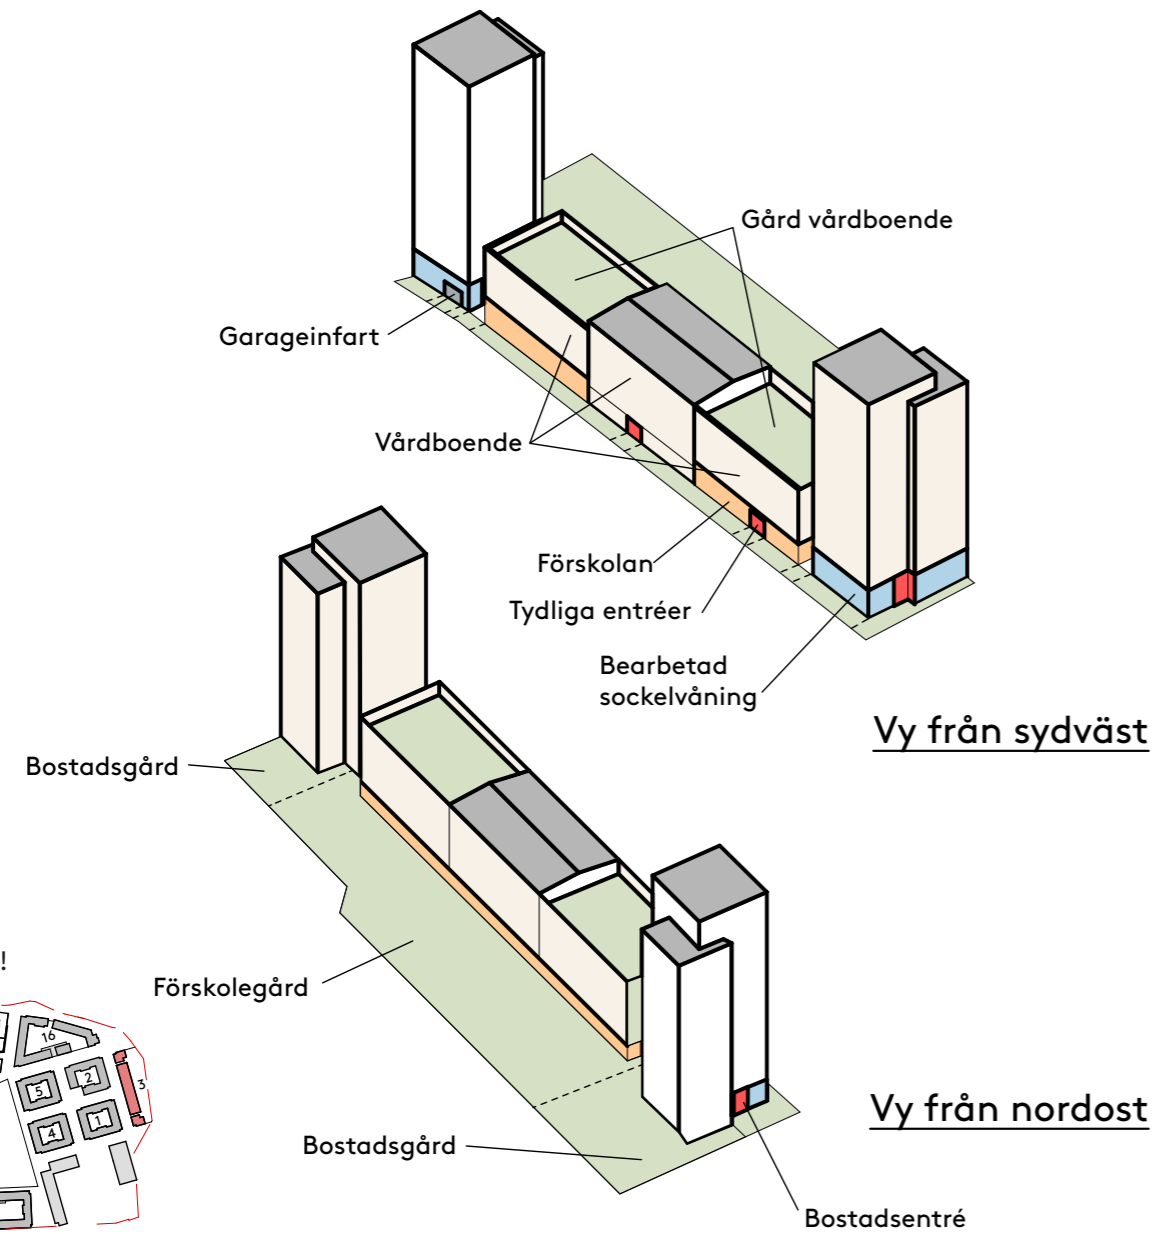 Gård vårdboende
Garageinfart
Vårdboende
Förskolan
Tydliga entréer
Bearbetad
sockelvåning
Vy från sydväst
Bostadsgård
!
Förskolegård
16
5
2
3
4
1
Vy från nordost
Bostadsgård
Bostadsentré